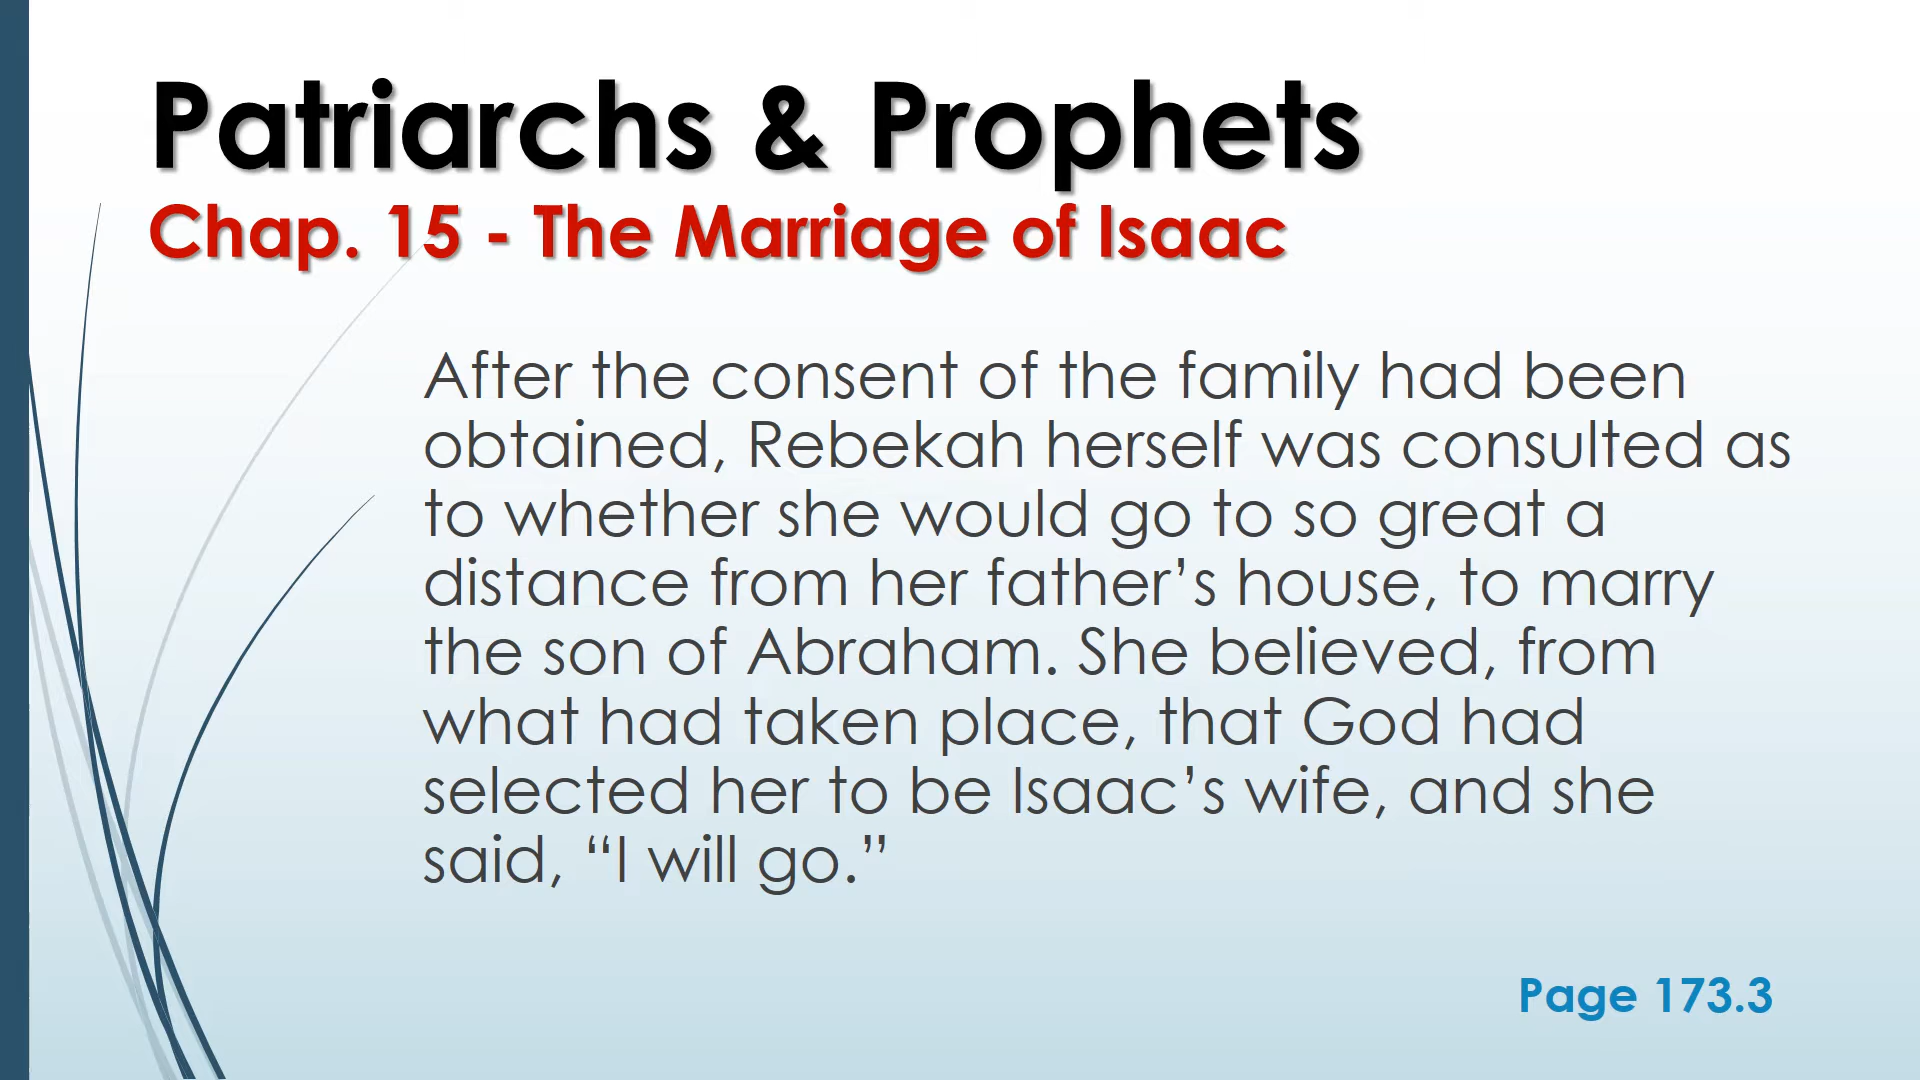 Patriarchs & Prophets
Chap. 15 - The Marriage of Isaac
After the consent of the family had been
obtained, Rebekah herself was consulted as
to whether she would go to so great a
distance from her father’s house, to marry
the son of Abraham. She believed, from
what had taken place, that God had
selected her to be Isaac’s wife, and she
said, “I will go.”
Page 173.3